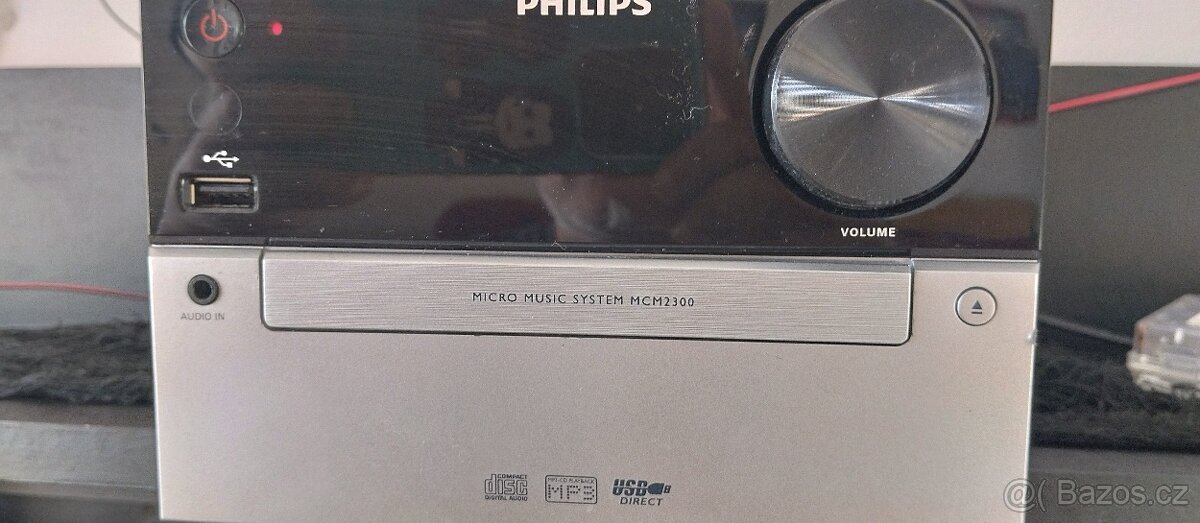 PHILIPS
VOLUME
MICRO MUSIC SYSTEM MCM2300
AUDIO IN
COMPACT
disc
DIGITAL AUDIO
MP3-CD PLAYBACK
MP3
USB
DIRECT
@( Bazos.cz